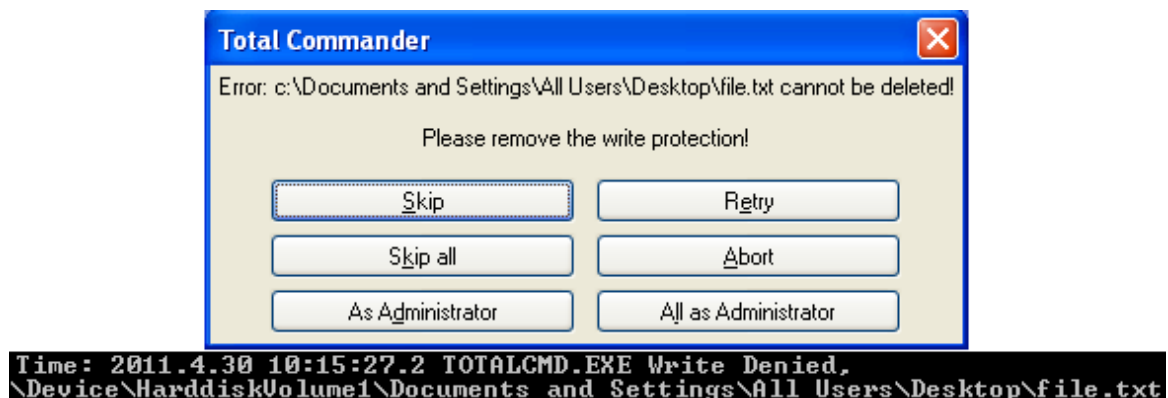 Total Commander
Error: c:\Documents and Settings\All Users\Desktop\file.txt cannot be deleted!
Please remove the write protection!
Skip
Retry
Skip all
Abort
As Administrator
All as Administrator
Time: 2011.4.30 10:15:27.2 TOTALCMD.EXE Write Denied,
\Device\HarddiskVolume1\Documents and Settings\All Users\Desktop\file.txt